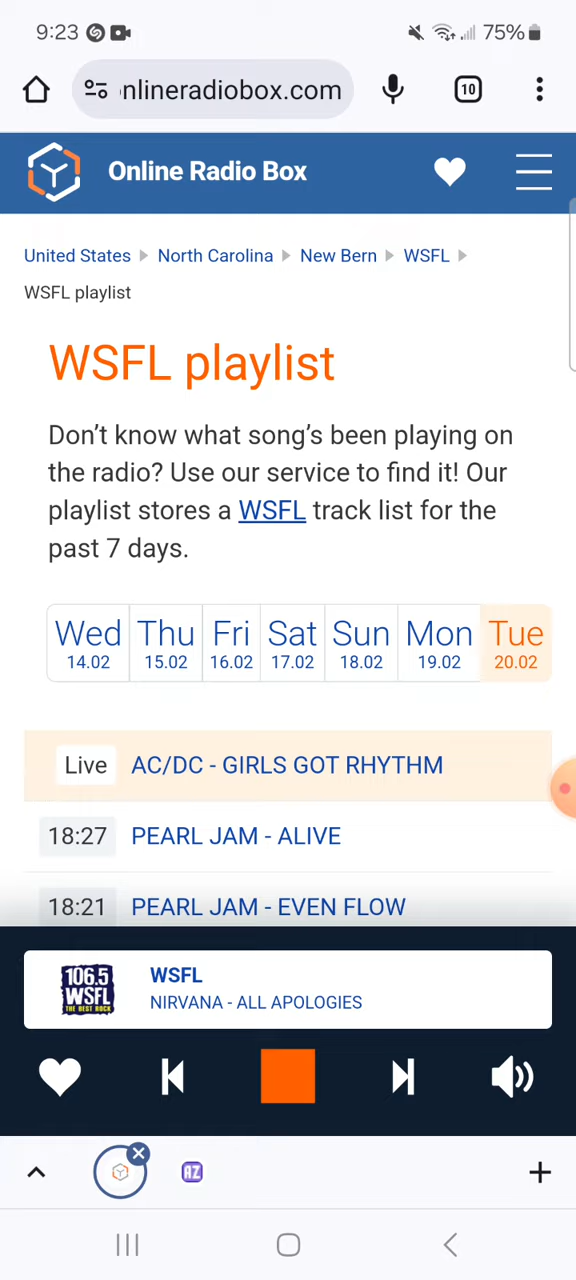 9:23
75%
nlineradiobox.com
10
Online Radio Box
United States North Carolina New Bern WSFL
WSFL playlist
WSFL playlist
Don't know what song's been playing on
the radio? Use our service to find it! Our
playlist stores a WSFL track list for the
past 7 days.
Wed Thu Fri Sat Sun Mon Tue
14.02 15.02 16.02 17.02 18.02 19.02 20.02
Live AC/DC - GIRLS GOT RHYTHM
18:27 PEARL JAM - ALIVE
18:21 PEARL JAM - EVEN FLOW
106.5
WSFL
THE BEST ROCK
WSFL
NIRVANA - ALL APOLOGIES
AZ